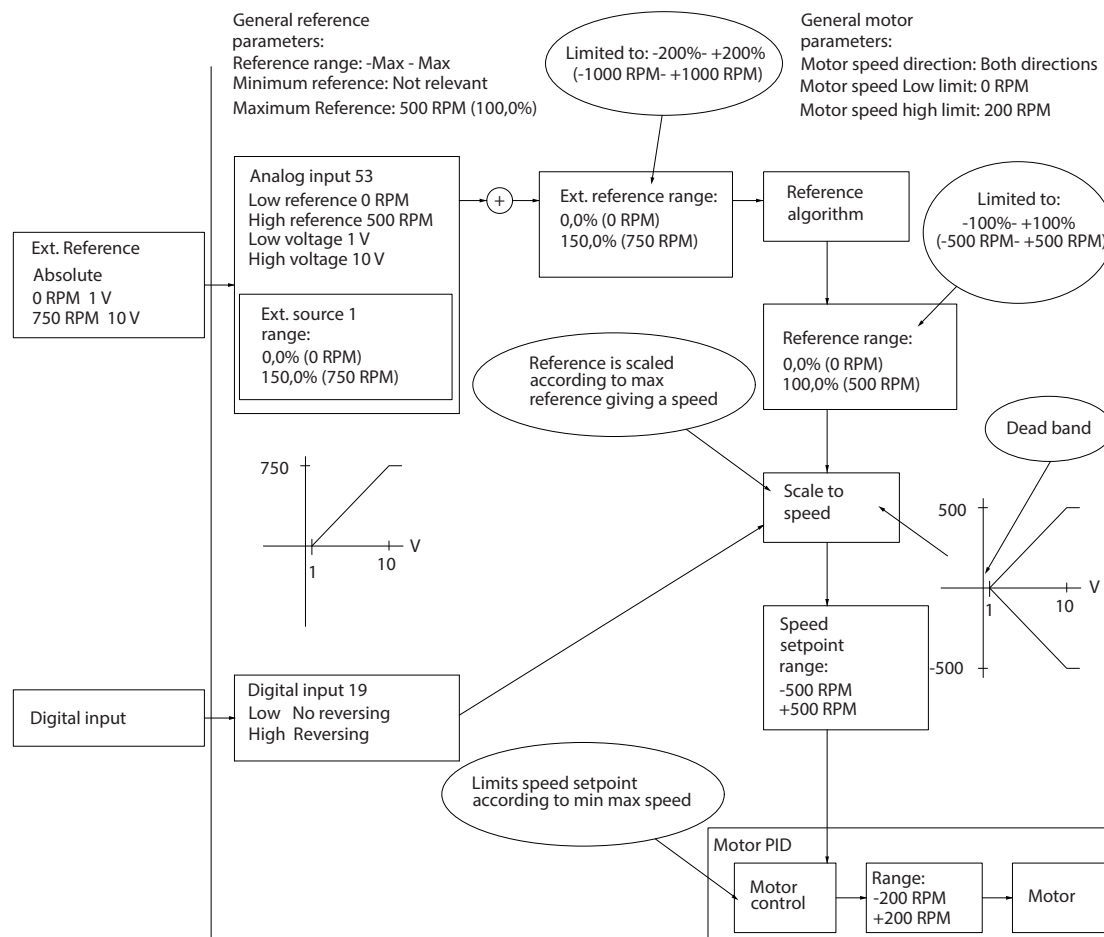 General reference
parameters:
Reference range: -Max - Max
Minimum reference: Not relevant
Maximum Reference: 500 RPM (100,0%)
Limited to: -200%- +200%
(-1000 RPM- +1000 RPM)
General motor
parameters:
Motor speed direction: Both directions
Motor speed Low limit: 0 RPM
Motor speed high limit: 200 RPM
Ext. Reference
Absolute
0 RPM 1 V
750 RPM 10 V
Analog input 53
Low reference 0 RPM
High reference 500 RPM
Low voltage 1 V
High voltage 10 V
Ext. source 1
range:
0,0% (0 RPM)
150,0% (750 RPM)
+
Ext. reference range:
0,0% (0 RPM)
150,0% (750 RPM)
Reference
algorithm
Limited to:
-100%- +100%
(-500 RPM- +500 RPM)
Reference range:
0,0% (0 RPM)
100,0% (500 RPM)
Reference is scaled
according to max
reference giving a speed
Dead band
750
V
1
10
Scale to
speed
500
V
1
10
-500
Speed
setpoint
range:
-500 RPM
+500 RPM
Digital input
Digital input 19
Low No reversing
High Reversing
Limits speed setpoint
according to min max speed
Motor PID
Motor
control
Range:
-200 RPM
+200 RPM
Motor